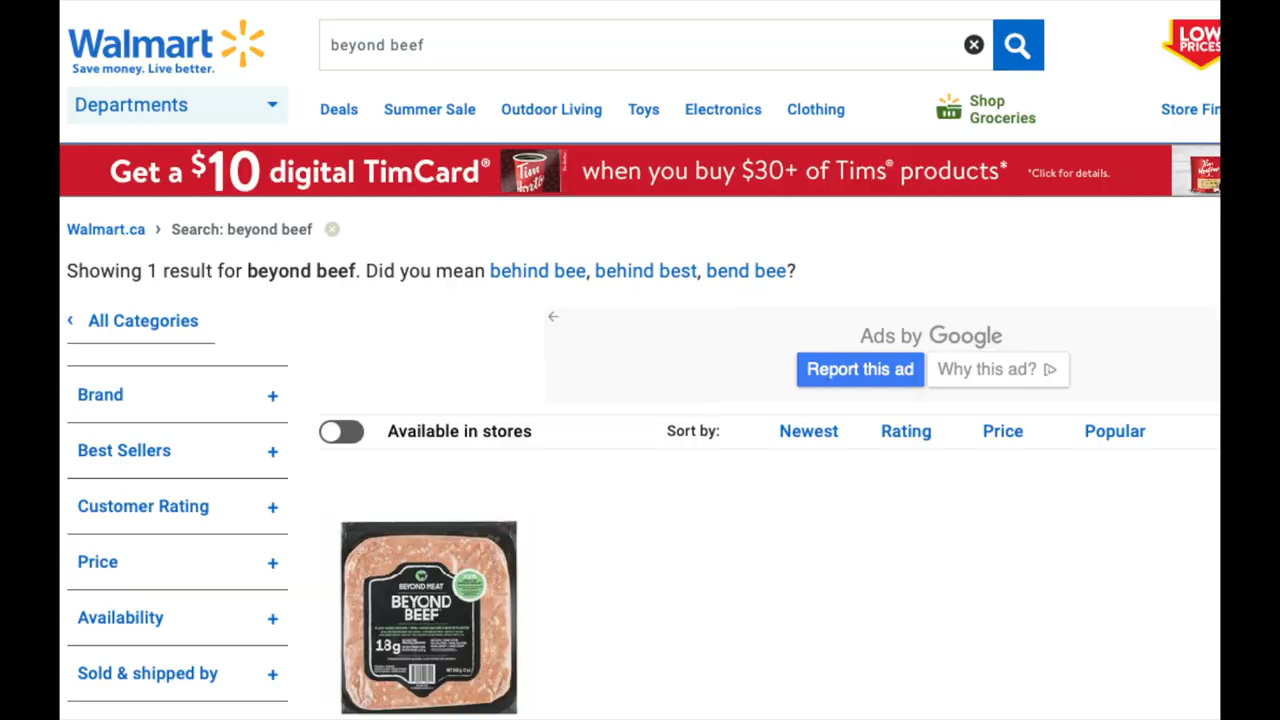 Walmart
Save money. Live better.
beyond beef
LOW
PRICES
Departments
Deals Summer Sale Outdoor Living Toys Electronics Clothing
Shop
Groceries
Store Fin
Get a $10 digital TimCard® when you buy $30+ of Tims® products* *Click for details.
Walmart.ca › Search: beyond beef
Showing 1 result for beyond beef. Did you mean behind bee, behind best, bend bee?
‹ All Categories
Ads by Google
Report this ad Why this ad?
Brand +
Available in stores Sort by: Newest Rating Price Popular
Best Sellers +
Customer Rating +
Price +
Availability +
Sold & shipped by +
BEYOND MEAT
BEYOND
BEEF
18g